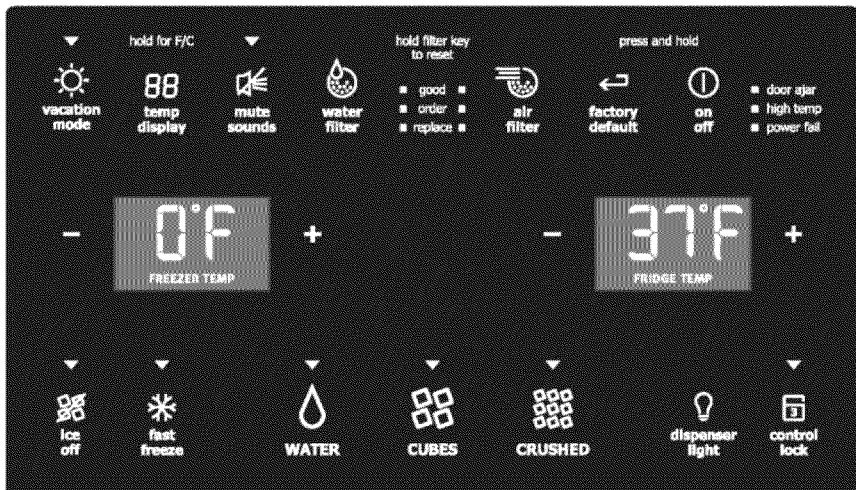 hold for F/C
hold filter key
to reset
press and hold
88
vacation
mode
temp
display
mute
sounds
water
filter
good
order
replace
air
filter
factory
default
on
off
door ajar
high temp
power fail
-
0°F
FREEZER TEMP
+
-
37°F
FRIDGE TEMP
+
ice
off
fast
freeze
WATER
CUBES
CRUSHED
dispenser
light
3
control
lock